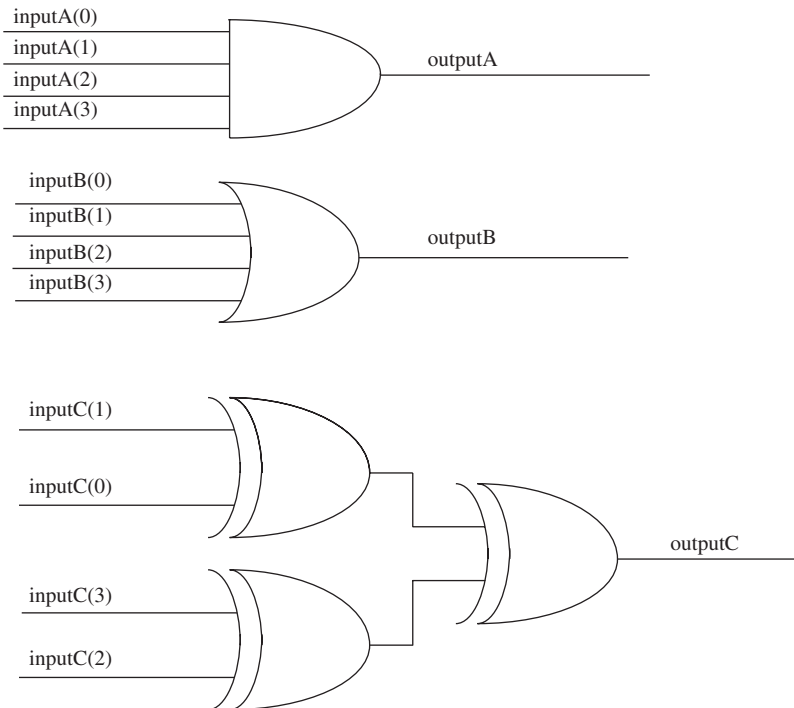 inputA(0)
inputA(1)
inputA(2)
inputA(3)
outputA
inputB(0)
inputB(1)
inputB(2)
inputB(3)
outputB
inputC(1)
inputC(0)
inputC(3)
inputC(2)
outputC